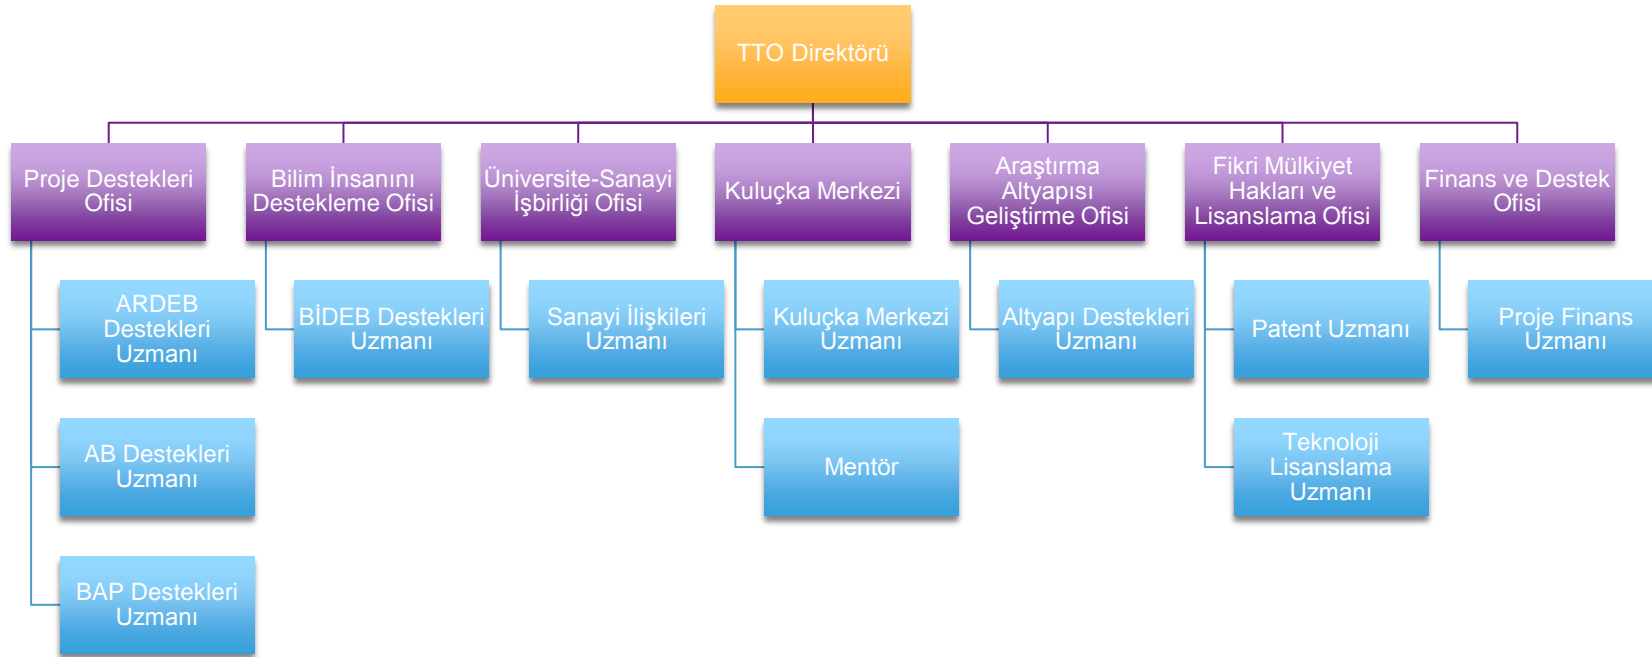 TTO Direktörü
Proje Destekleri
Ofisi
Bilim İnsanını
Destekleme Ofisi
Üniversite-Sanayi
İşbirliği Ofisi
Kuluçka Merkezi
Araştırma
Altyapısı
Geliştirme Ofisi
Fikri Mülkiyet
Hakları ve
Lisanslama Ofisi
Finans ve Destek
Ofisi
ARDEB
Destekleri
Uzmanı
BİDEB Destekleri
Uzmanı
Sanayi İlişkileri
Uzmanı
Kuluçka Merkezi
Uzmanı
Altyapı Destekleri
Uzmanı
Patent Uzmanı
Proje Finans
Uzmanı
AB Destekleri
Uzmanı
Mentör
Teknoloji
Lisanslama
Uzmanı
BAP Destekleri
Uzmanı